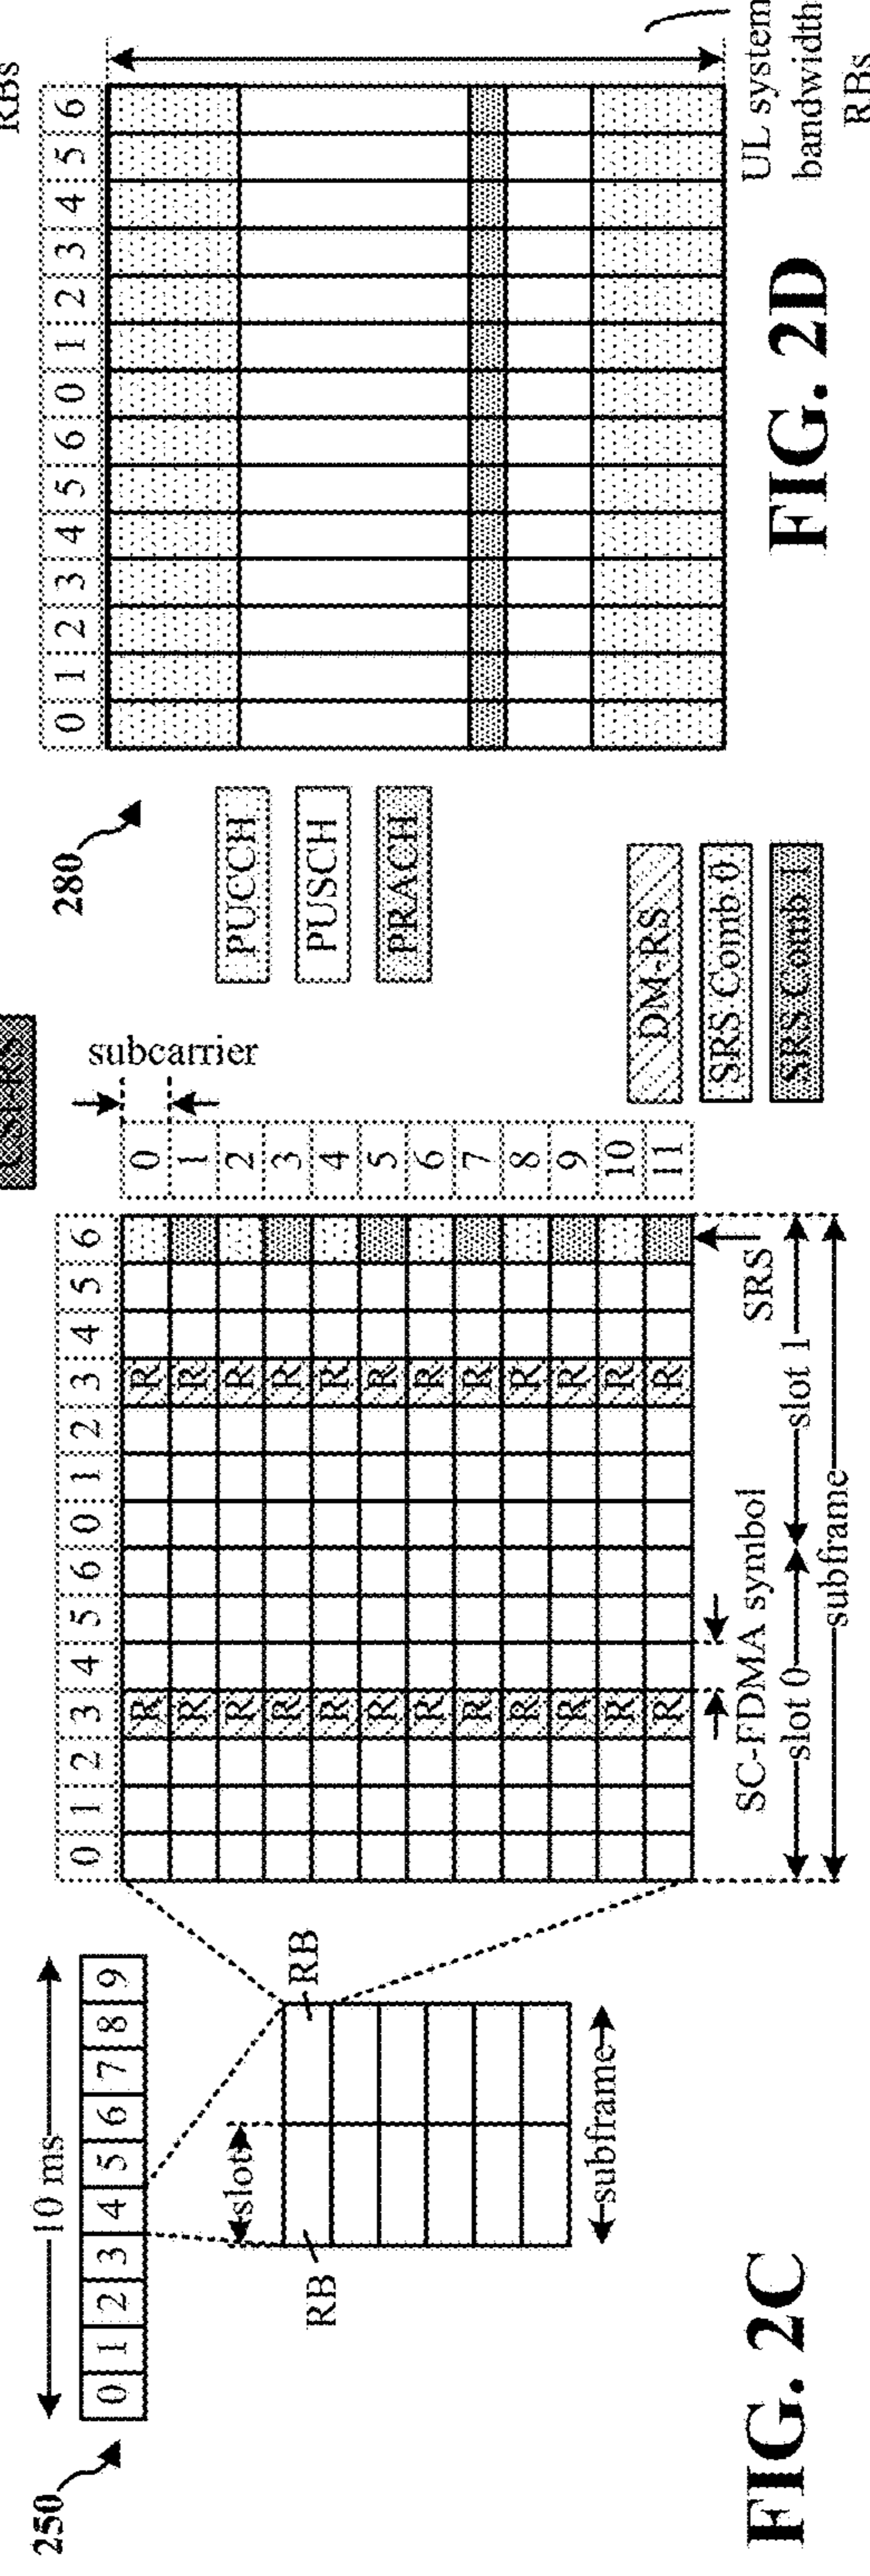 250
10 ms
0 1 2 3 4 5 6 7 8 9
slot
RB
RB
subframe
0 1 2 3 4 5 6 0 1 2 3 4 5 6
R R
R R
R R
R R
R R
R R
R R
R R
R R
R R
R R
R R
subcarrier
0
1
2
3
4
5
6
7
8
9
10
11
SC-FDMA symbol
SRS
slot 0
slot 1
subframe
DM-RS
SRS Comb 0
SRS Comb 1
FIG. 2C
280
PUCCH
PUSCH
PRACH
0 1 2 3 4 5 6 0 1 2 3 4 5 6
RBs
UL system
bandwidth
RBs
FIG. 2D